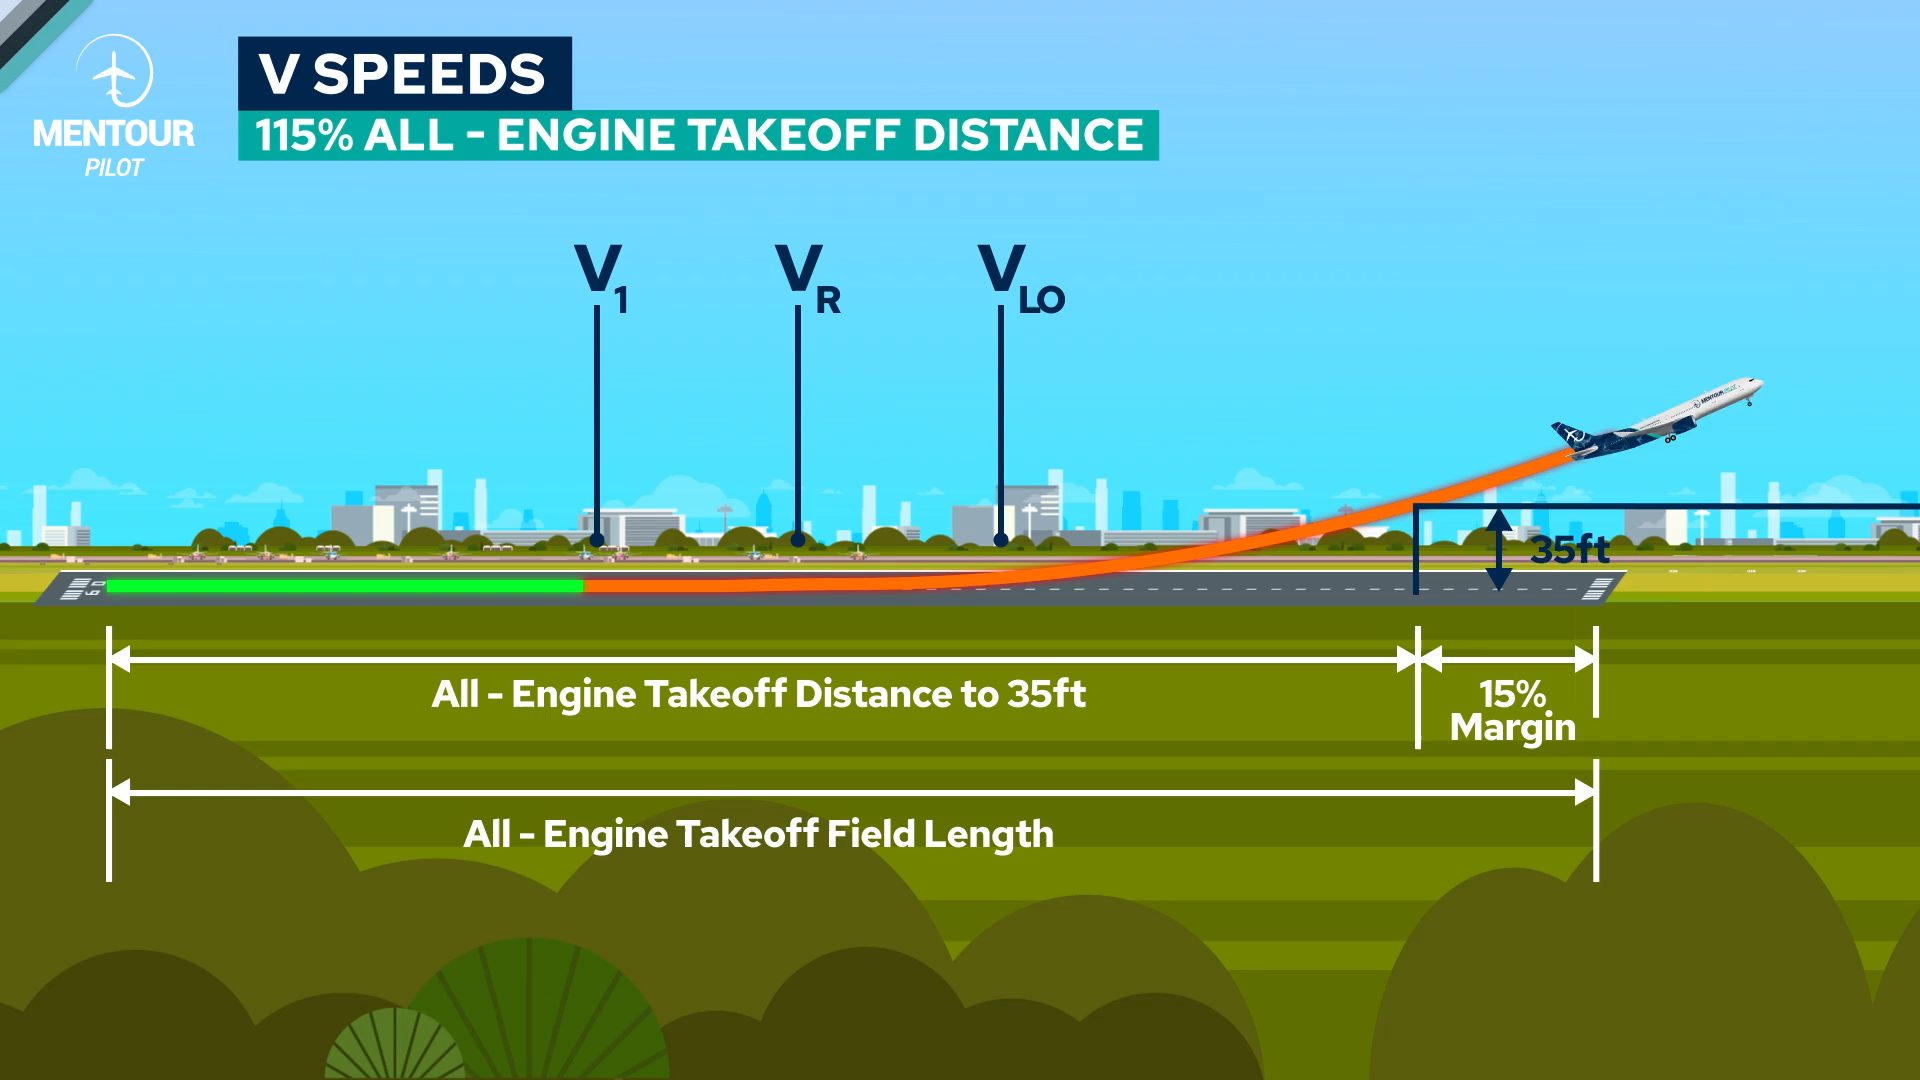 MENTOUR
PILOT
V SPEEDS
115% ALL - ENGINE TAKEOFF DISTANCE
V1
VR
VLO
MENTOUR
35ft
All - Engine Takeoff Distance to 35ft
15%
Margin
All - Engine Takeoff Field Length